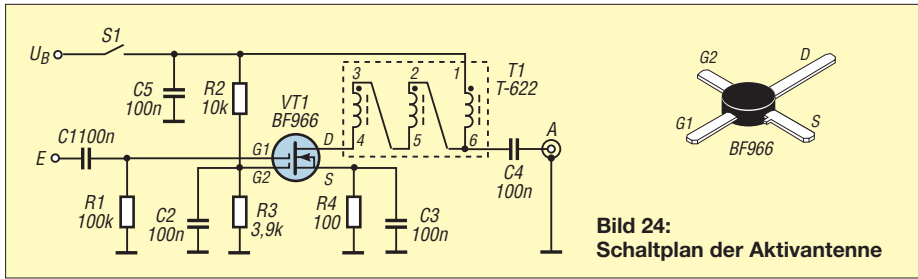 U_B
S1
C5
100n
R2
10k
VT1
BF966
3
2
1
T1
T-622
4
5
6
D
G1
G2
S
C1 100n
E
R1
100k
C2
100n
R3
3,9k
R4
100
C3
100n
C4
100n
A
G2
D
G1
S
BF966
Bild 24:
Schaltplan der Aktivantenne